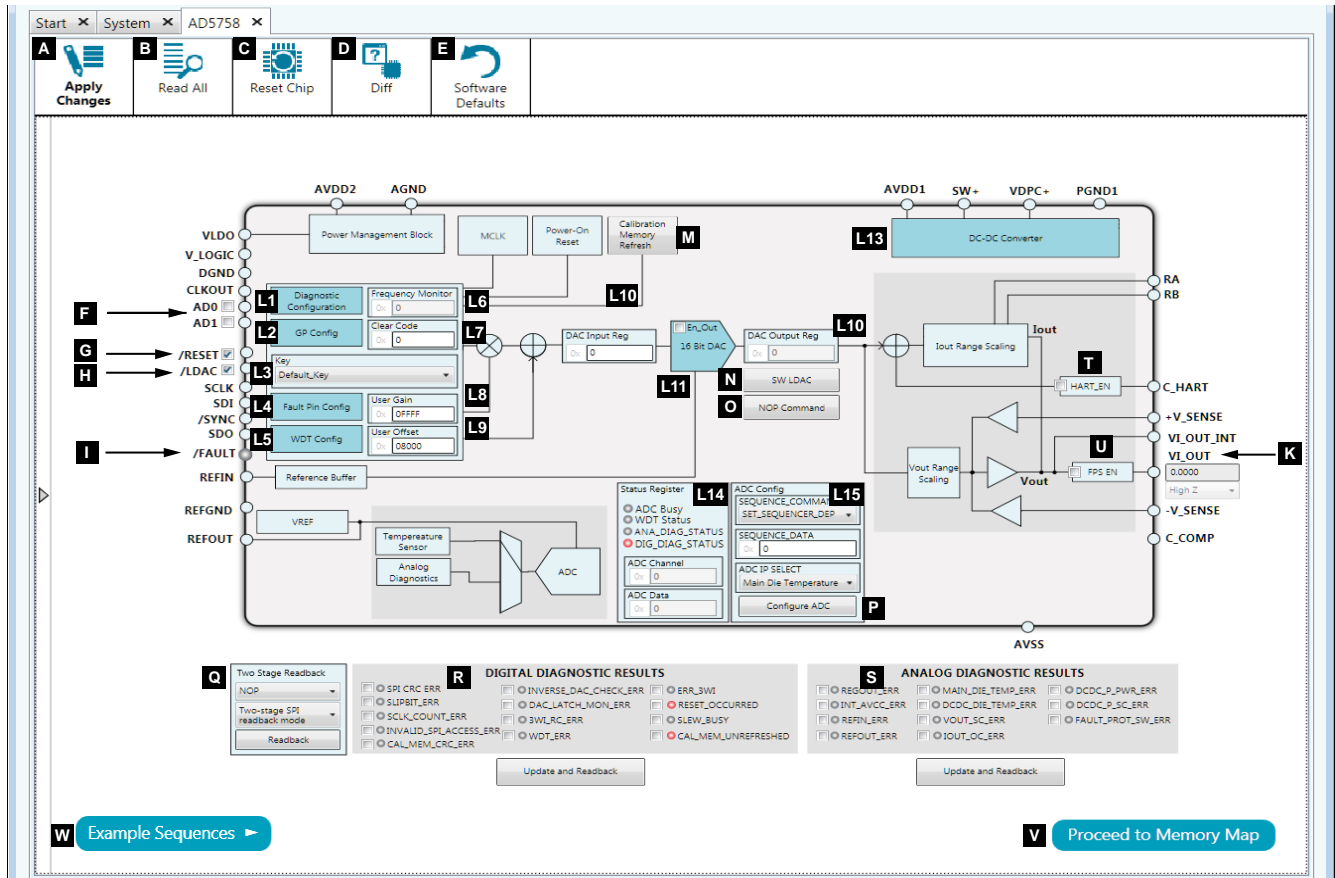 Start ✕ System ✕ AD5758 ✕
A B C D E
Apply Changes
Read All
Reset Chip
Diff
Software
Defaults
AVDD2 AGND
AVDD1 SW+ VDPC+ PGND1
VLDO
V_LOGIC
DGND
CLKOUT
F AD0
AD1
G /RESET
H /LDAC
SCLK
SDI
/SYNC
SDO
I /FAULT
REFIN
REFGND
REFOUT
Power Management Block
MCLK
Power-On
Reset
Calibration
Memory
Refresh
M
L13 DC-DC Converter
L1 Diagnostic
Configuration
Frequency Monitor
0x 0
L6
L10
L2 GP Config
Clear Code
0x 0
L7
L3 Key
Default_Key
L4 Fault Pin Config
User Gain
0x 0FFFF
L8
L5 WDT Config
User Offset
0x 08000
L9
Reference Buffer
VREF
DAC Input Reg
0x 0
En_Out
16 Bit DAC
L11
DAC Output Reg
0x 0
L10
N SW LDAC
O NOP Command
Iout Range Scaling
Iout
T
HART_EN
U
FPS EN
Vout Range
Scaling
Vout
RA
RB
C_HART
+V_SENSE
VI_OUT_INT
VI_OUT
K
0.0000
High Z
-V_SENSE
C_COMP
Tempereature
Sensor
Analog
Diagnostics
ADC
Status Register
L14
ADC Busy
WDT Status
ANA_DIAG_STATUS
DIG_DIAG_STATUS
ADC Channel
0x 0
ADC Data
0x 0
ADC Config
L15
SEQUENCE_COMMAN
SET_SEQUENCER_DEP
SEQUENCE_DATA
0x 0
ADC IP SELECT
Main Die Temperature
Configure ADC
P
AVSS
Q Two Stage Readback
NOP
Two-stage SPI
readback mode
Readback
R DIGITAL DIAGNOSTIC RESULTS
SPI CRC ERR
SLIPBIT_ERR
SCLK_COUNT_ERR
INVALID_SPI_ACCESS_ERR
CAL_MEM_CRC_ERR
INVERSE_DAC_CHECK_ERR
DAC_LATCH_MON_ERR
3WI_RC_ERR
WDT_ERR
ERR_3WI
RESET_OCCURRED
SLEW_BUSY
CAL_MEM_UNREFRESHED
Update and Readback
S ANALOG DIAGNOSTIC RESULTS
REGOUT_ERR
INT_AVCC_ERR
REFIN_ERR
REFOUT_ERR
MAIN_DIE_TEMP_ERR
DCDC_DIE_TEMP_ERR
VOUT_SC_ERR
IOUT_OC_ERR
DCDC_P_PWR_ERR
DCDC_P_SC_ERR
FAULT_PROT_SW_ERR
Update and Readback
W Example Sequences ►
V Proceed to Memory Map